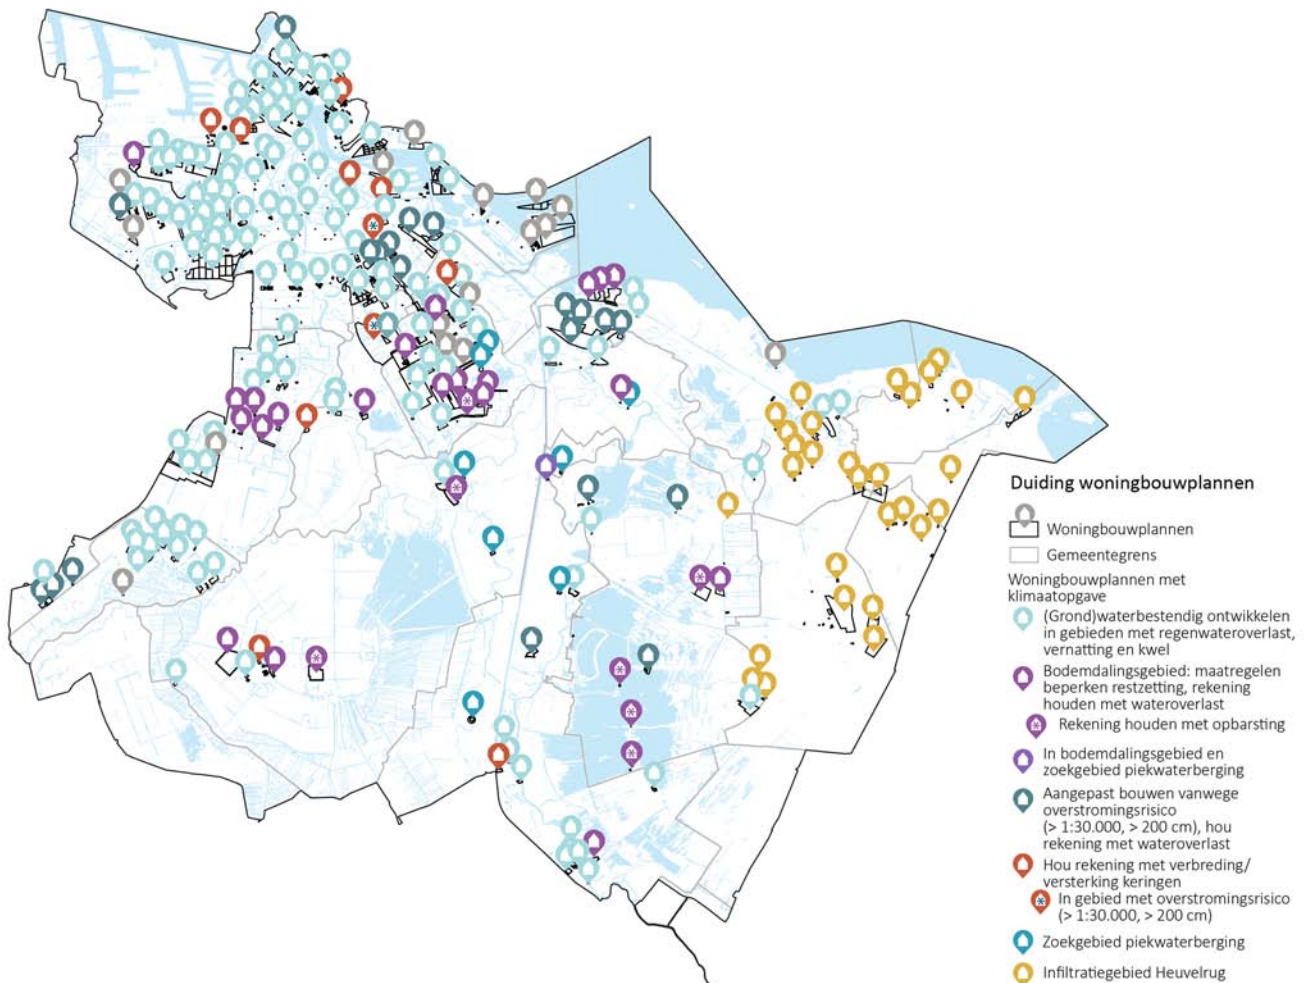 Duiding woningbouwplannen
Woningbouwplannen
Gemeentegrens
Woningbouwplannen met
klimaatopgave
(Grond)waterbestendig ontwikkelen
in gebieden met regenwateroverlast,
vernatting en kwel
Bodemdalingsgebied: maatregelen
beperken restzetting, rekening
houden met wateroverlast
Rekening houden met opbarsting
In bodemdalingsgebied en
zoekgebied piekwaterberging
Aangepast bouwen vanwege
overstromingsrisico
(> 1:30.000, > 200 cm), hou
rekening met wateroverlast
Hou rekening met verbreding/
versterking keringen
In gebied met overstromingsrisico
(> 1:30.000, > 200 cm)
Zoekgebied piekwaterberging
Infiltratiegebied Heuvelrug